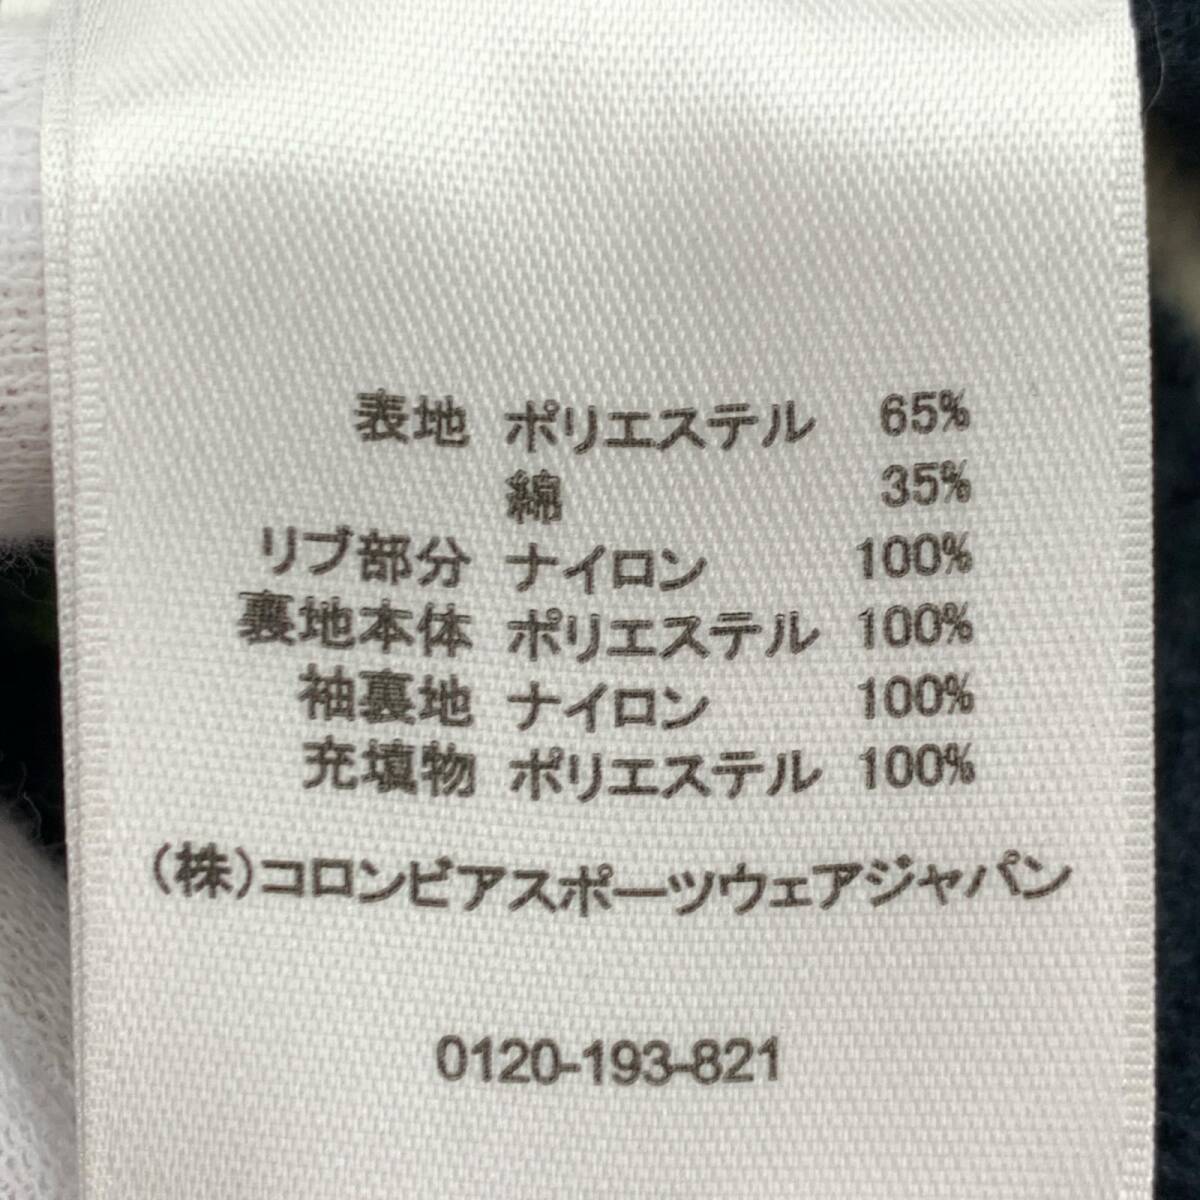 表地 ポリエステル 65%
綿 35%
リブ部分 ナイロン 100%
裏地本体 ポリエステル 100%
袖裏地 ナイロン 100%
充填物 ポリエステル 100%
(株)コロンビアスポーツウェアジャパン
0120-193-821